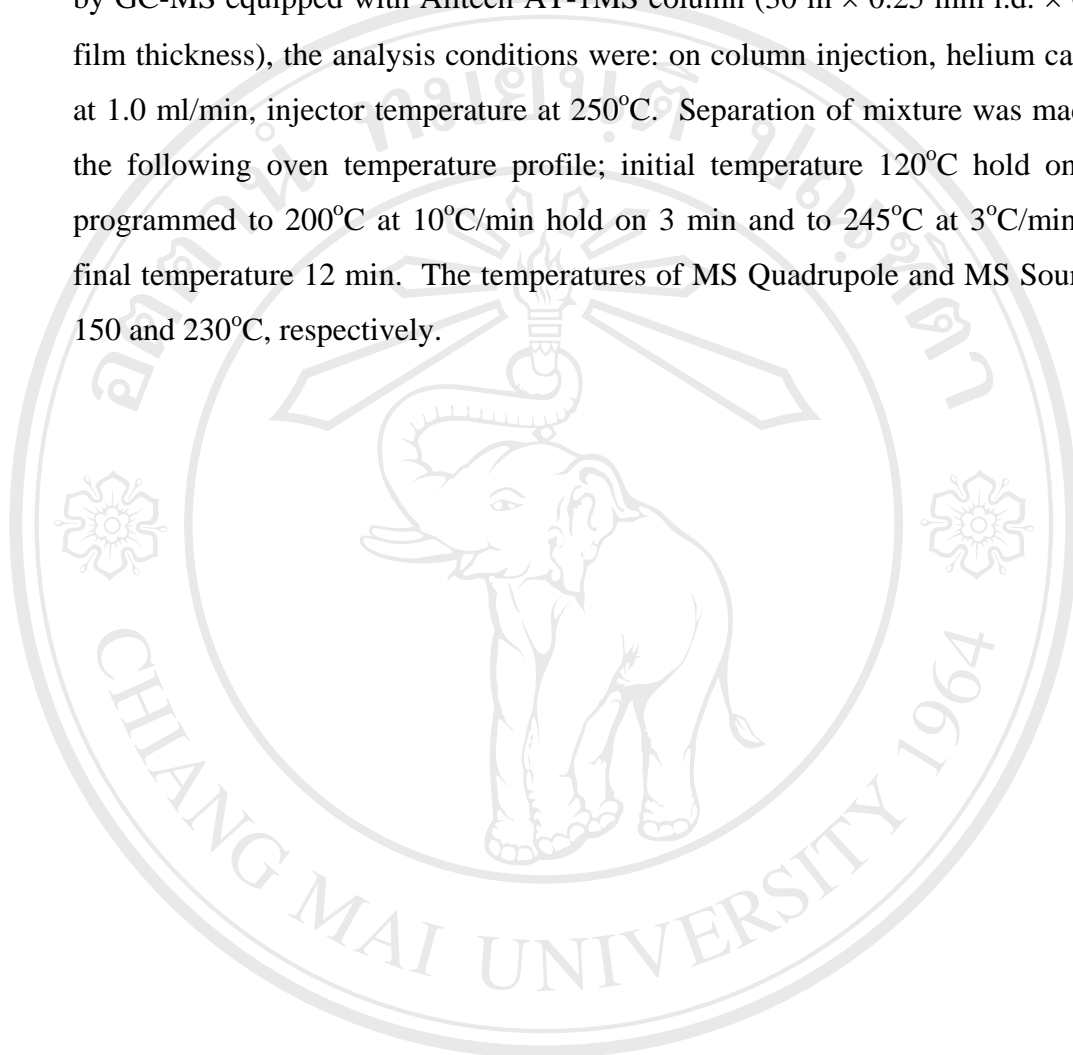 by GC-MS equipped with Alltech AT-1MS column (30 m × 0.25 mm i.d. ×
film thickness), the analysis conditions were: on column injection, helium ca
at 1.0 ml/min, injector temperature at 250°C. Separation of mixture was mad
the following oven temperature profile; initial temperature 120°C hold on
programmed to 200°C at 10°C/min hold on 3 min and to 245°C at 3°C/min
final temperature 12 min. The temperatures of MS Quadrupole and MS Sour
150 and 230°C, respectively.
CHIANG MAI UNIVERSITY 1964